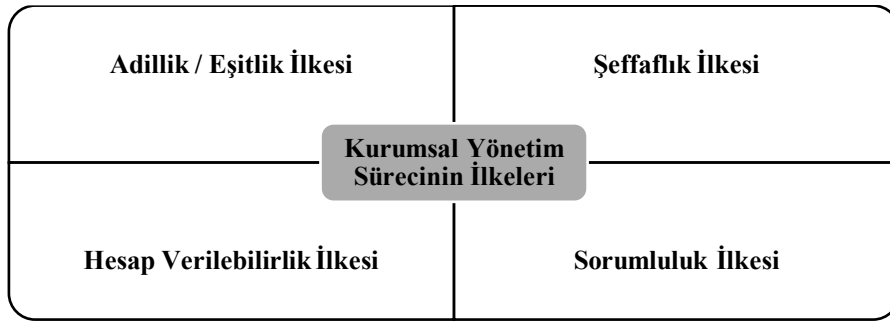 Adillik / Eşitlik İlkesi
Şeffaflık İlkesi
Kurumsal Yönetim
Sürecinin İlkeleri
Hesap Verilebilirlik İlkesi
Sorumluluk İlkesi